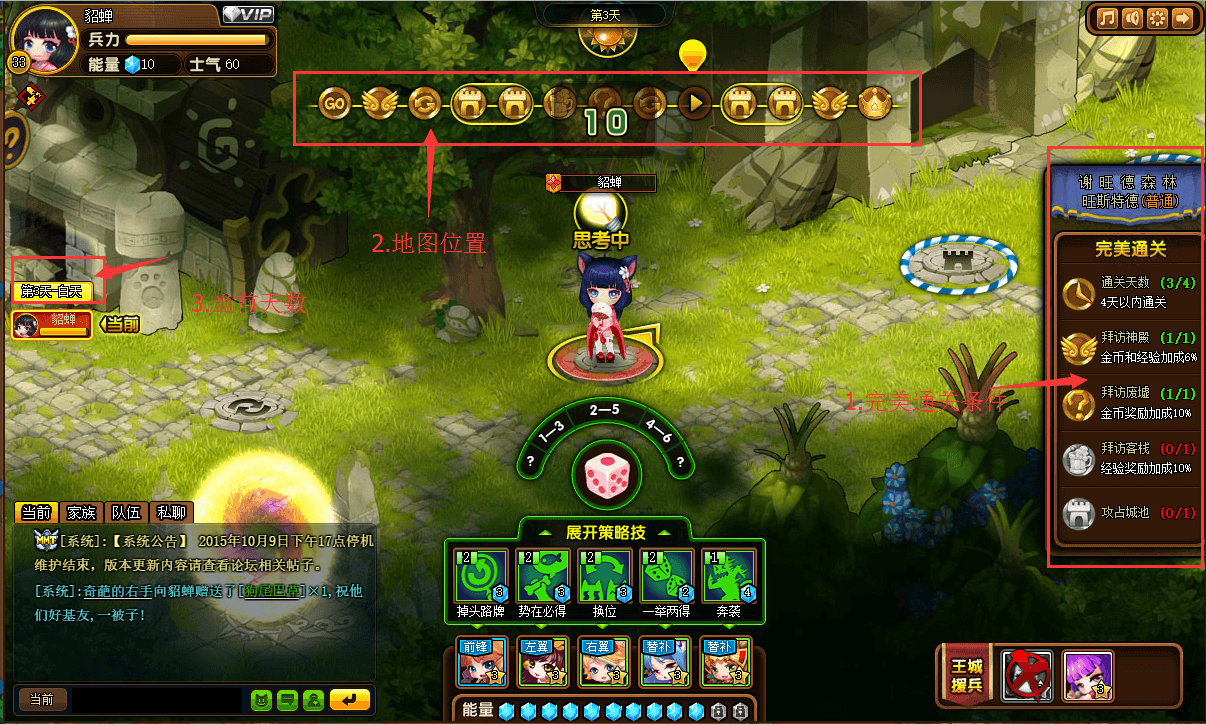 貂蝉
VIP
兵力
33
能量 10
士气 60
第3天
GO
10
2.地图位置
貂蝉
思考中
第3天-白天
3.当前天数
貂蝉
当前
谢旺德森林
旺斯特德(普通)
完美通关
通关天数 (3/4)
4天以内通关
拜访神殿 (1/1)
金币和经验加成6%
拜访废墟 (1/1)
金币奖励加成10%
拜访客栈 (0/1)
经验奖励加成10%
攻占城池 (0/1)
1,完美通关条件
? 1—3 2—5 4—6 ?
展开策略技
2 2 2 2 1
3 3 3 2 4
掉头路牌 势在必得 换位 一举两得 奔袭
前锋 左翼 右翼 替补 替补
3 3 3 3 3
能量
当前 家族 队伍 私聊
[系统]:【系统公告】 2015年10月9日下午17点停机
维护结束，版本更新内容请查看论坛相关帖子。
[系统]:奇葩的右手向貂蝉赠送了[狗尾巴草]×1,祝他
们好基友,一被子!
当前
王城
援兵
3